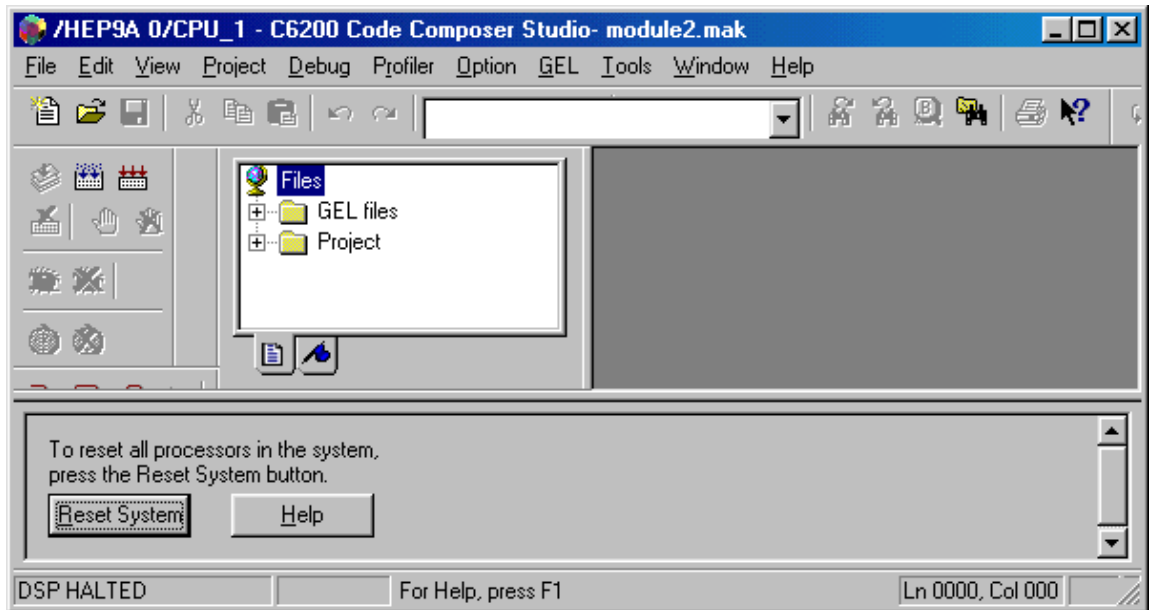 /HEP9A 0/CPU_1 - C6200 Code Composer Studio- module2.mak
File Edit View Project Debug Profiler Option GEL Tools Window Help
Files
GEL files
Project
To reset all processors in the system,
press the Reset System button.
Reset System Help
DSP HALTED For Help, press F1 Ln 0000, Col 000